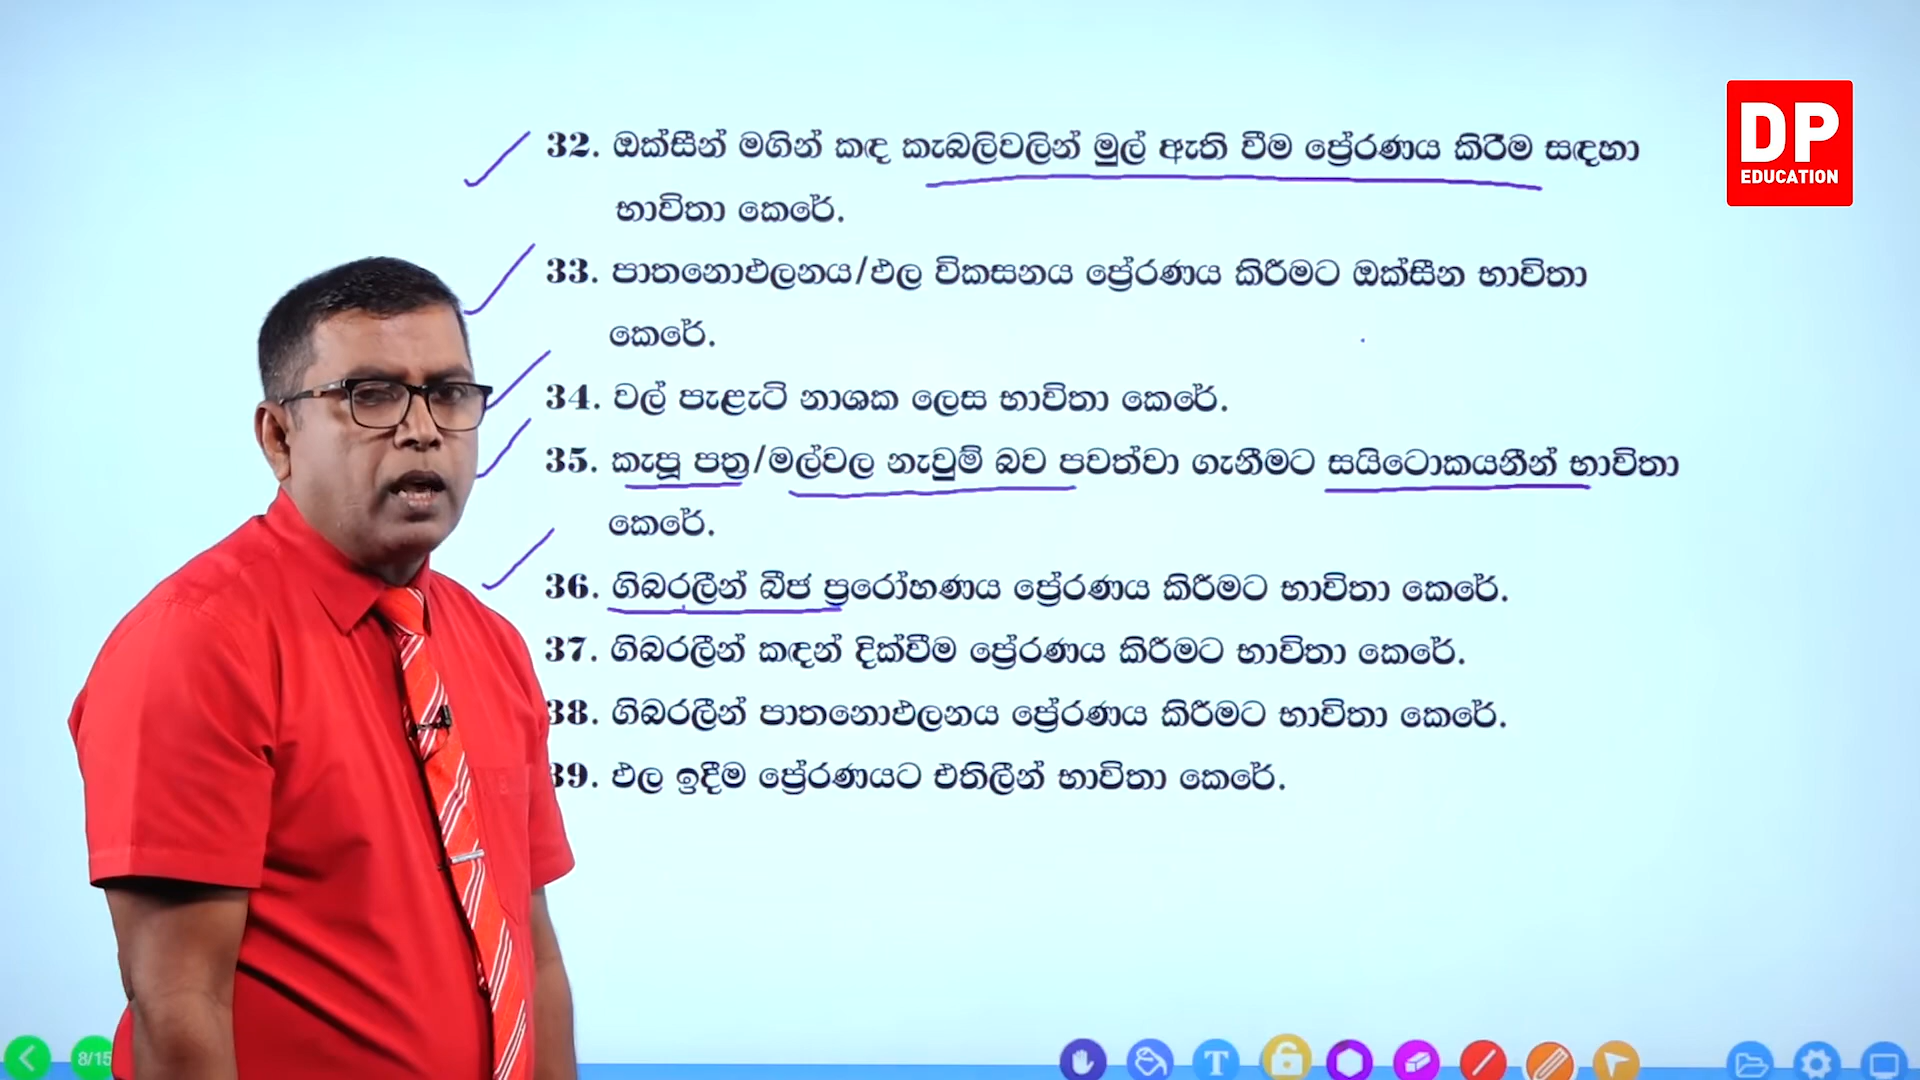 DP
EDUCATION
32. ඔක්සීන් මගින් කඳ කැබලිවලින් මුල් ඇති වීම ප්‍රේරණය කිරීම සඳහා
භාවිතා කෙරේ.
33. පාතනොඵලනය/ඵල විකසනය ප්‍රේරණය කිරීමට ඔක්සීන භාවිතා
කෙරේ.
34. වල් පැළැටි නාශක ලෙස භාවිතා කෙරේ.
35. කැපූ පත්‍ර/මල්වල නැවුම් බව පවත්වා ගැනීමට සයිටොකයනීන් භාවිතා
කෙරේ.
36. ගිබරලීන් බීජ ප්‍රරෝහණය ප්‍රේරණය කිරීමට භාවිතා කෙරේ.
37. ගිබරලීන් කඳන් දික්වීම ප්‍රේරණය කිරීමට භාවිතා කෙරේ.
38. ගිබරලීන් පාතනොඵලනය ප්‍රේරණය කිරීමට භාවිතා කෙරේ.
39. ඵල ඉදීම ප්‍රේරණයට එතිලීන් භාවිතා කෙරේ.
8/15
T